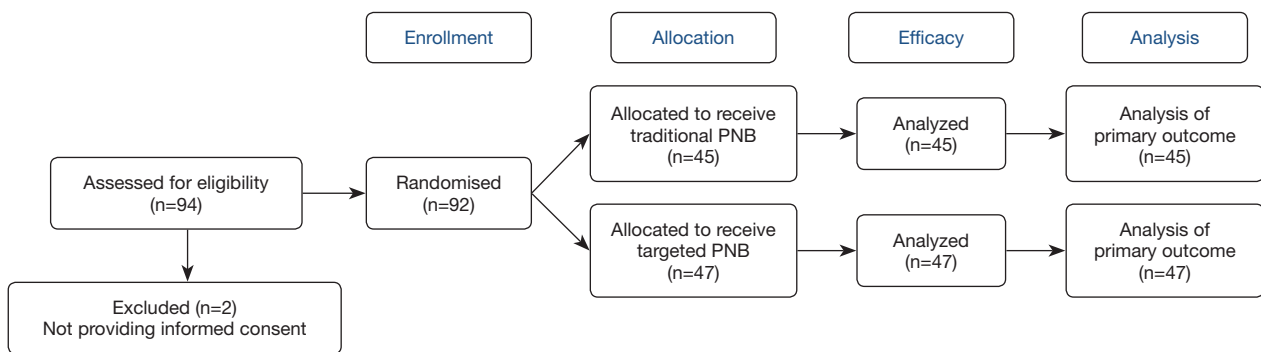 Enrollment
Allocation
Efficacy
Analysis
Assessed for eligibility
(n=94)
Excluded (n=2)
Not providing informed consent
Randomised
(n=92)
Allocated to receive
traditional PNB
(n=45)
Analyzed
(n=45)
Analysis of
primary outcome
(n=45)
Allocated to receive
targeted PNB
(n=47)
Analyzed
(n=47)
Analysis of
primary outcome
(n=47)